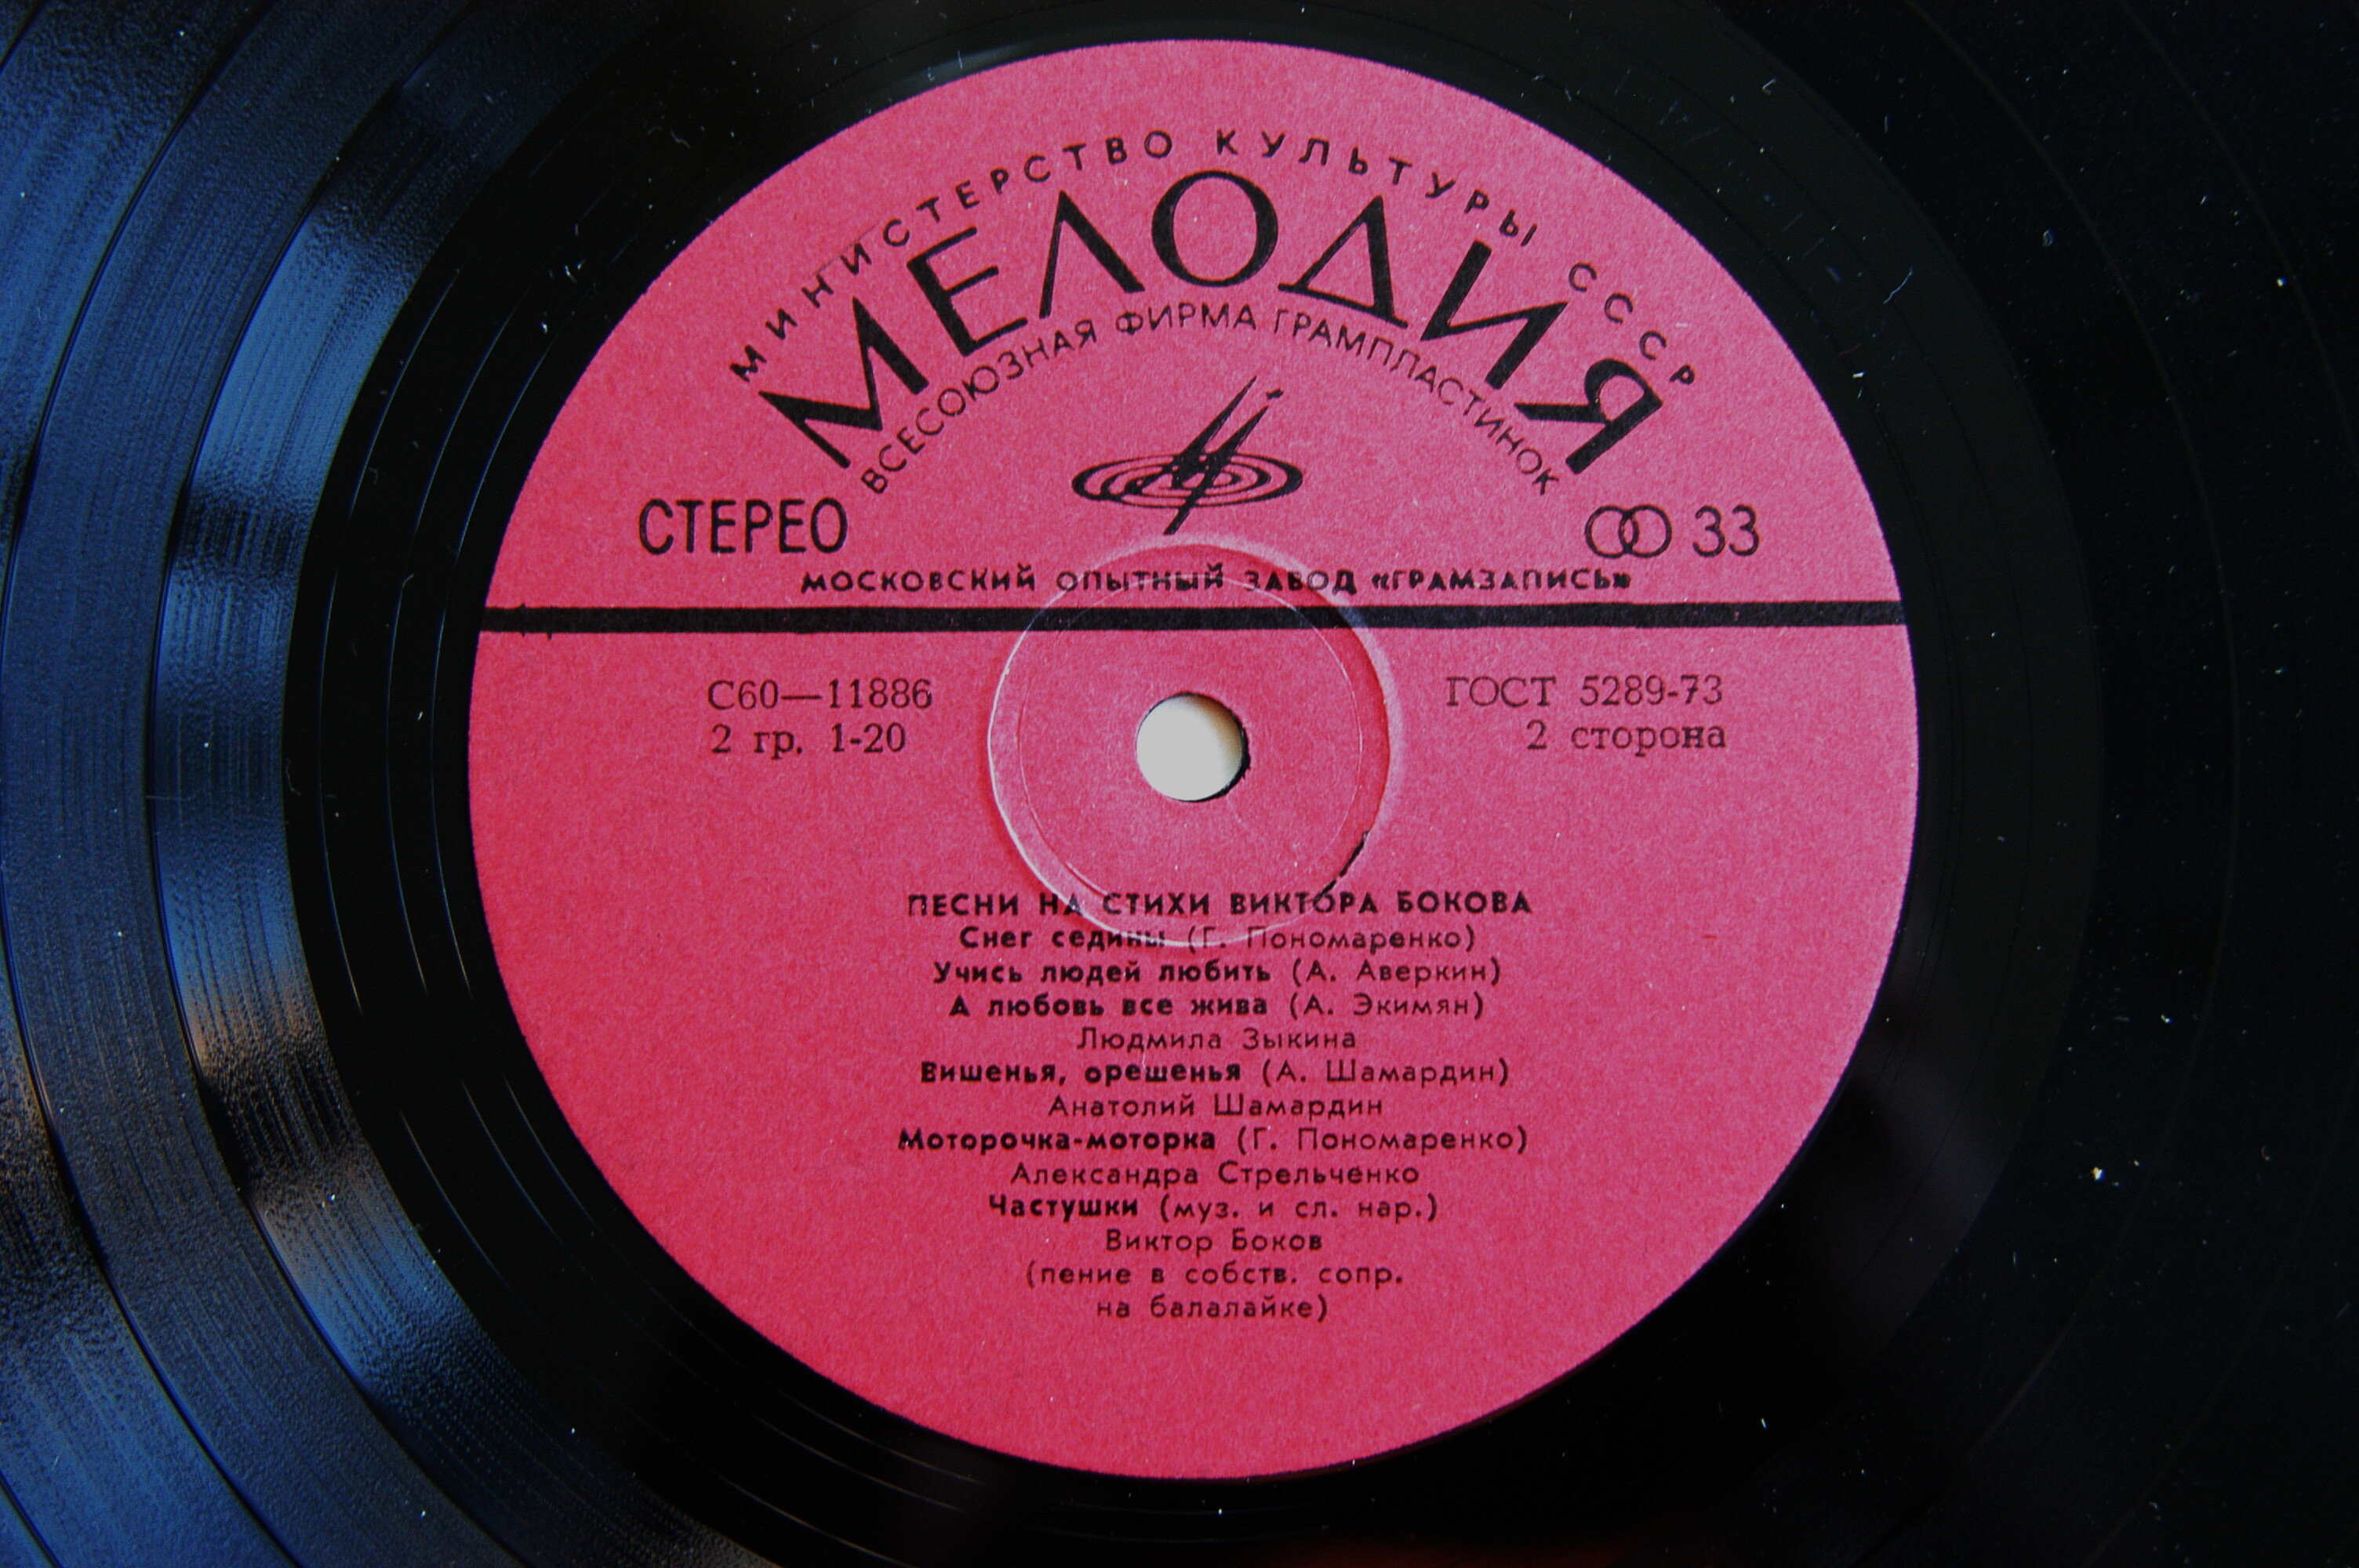 МИНИСТЕРСТВО КУЛЬТУРЫ СССР
МЕЛОДИЯ
ВСЕСОЮЗНАЯ ФИРМА ГРАМПЛАСТИНОК
СТЕРЕО
33
МОСКОВСКИЙ ОПЫТНЫЙ ЗАВОД «ГРАМЗАПИСЬ»
С60—11886
ГОСТ 5289-73
2 гр. 1-20
2 сторона
ПЕСНИ НА СТИХИ ВИКТОРА БОКОВА
Снег седины (Г. Пономаренко)
Учись людей любить (А. Аверкин)
А любовь все жива (А. Экимян)
Людмила Зыкина
Вишенья, орешенья (А. Шамардин)
Анатолий Шамардин
Моторочка-моторка (Г. Пономаренко)
Александра Стрельченко
Частушки (муз. и сл. нар.)
Виктор Боков
(пение в собств. сопр.
на балалайке)